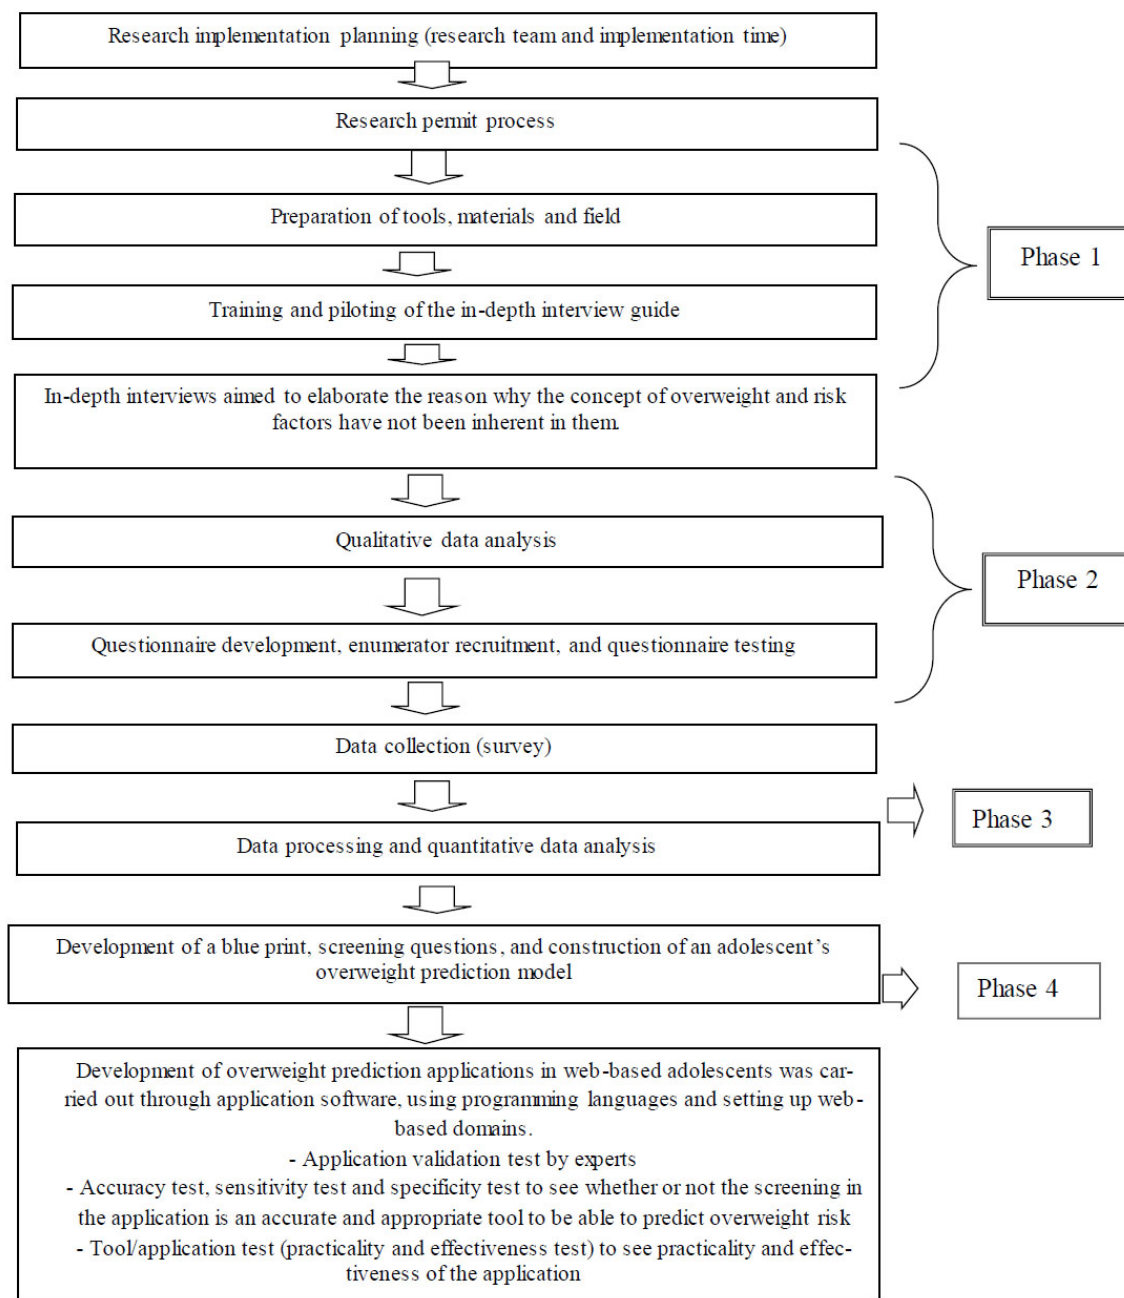 Research implementation planning (research team and implementation time)
Research permit process
Preparation of tools, materials and field
Phase 1
Training and piloting of the in-depth interview guide
In-depth interviews aimed to elaborate the reason why the concept of overweight and risk
factors have not been inherent in them.
Qualitative data analysis
Phase 2
Questionnaire development, enumerator recruitment, and questionnaire testing
Data collection (survey)
Phase 3
Data processing and quantitative data analysis
Development of a blue print, screening questions, and construction of an adolescent's
overweight prediction model
Phase 4
Development of overweight prediction applications in web-based adolescents was car-
ried out through application software, using programming languages and setting up web-
based domains.
- Application validation test by experts
- Accuracy test, sensitivity test and specificity test to see whether or not the screening in
the application is an accurate and appropriate tool to be able to predict overweight risk
- Tool/application test (practicality and effectiveness test) to see practicality and effec-
tiveness of the application